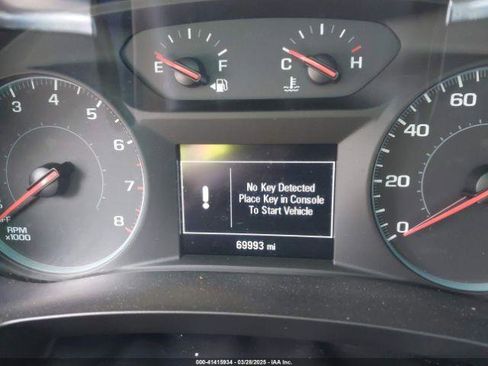 E F
C H
3 4 5
6
7
8
OFF
RPM
x1000
60
40
20
0
!
No Key Detected
Place Key in Console
To Start Vehicle
69993 mi
000-41415934 - 03/28/2025 - IAA Inc.